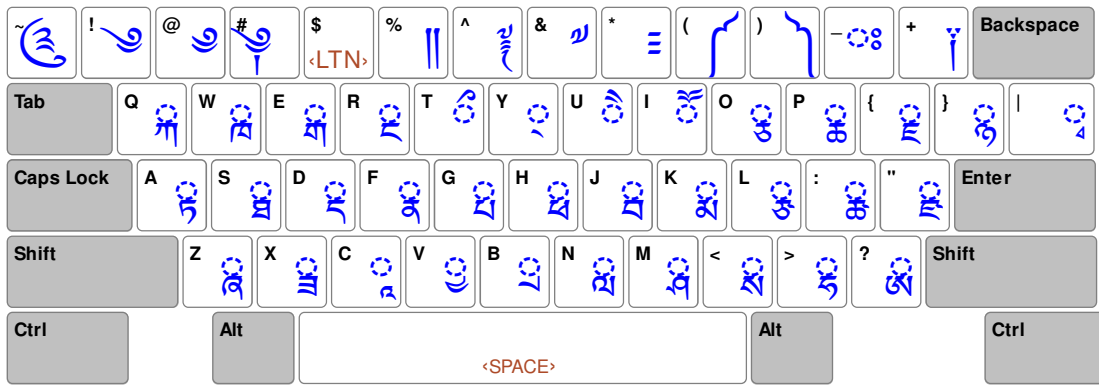 ~ ༊ ! ༄ @ ༅ # ༆ $ ‹LTN› % ༎ ^ ༈ & ༸ * ༴ ( ༼ ) ༽ _ ◌ཿ + ༑ Backspace
Tab Q ◌ྐ W ◌ྑ E ◌ྒ R ◌ྔ T ◌ྀ Y ◌྄ U ◌ཻ I ◌ཽ O ◌ྕ P ◌ྖ { ◌ྗ } ◌ྙ | ◌ྭ
Caps Lock A ◌ྟ S ◌ྠ D ◌ྡ F ◌ྣ G ◌ྤ H ◌ྥ J ◌ྦ K ◌ྨ L ◌ྩ : ◌ྪ " ◌ྫ Enter
Shift Z ◌ྮ X ◌ྯ C ◌ཱ V ◌ྱ B ◌ྲ N ◌ླ M ◌ྴ < ◌ྶ > ◌ྷ ? ◌ྸ Shift
Ctrl Alt ‹SPACE› Alt Ctrl